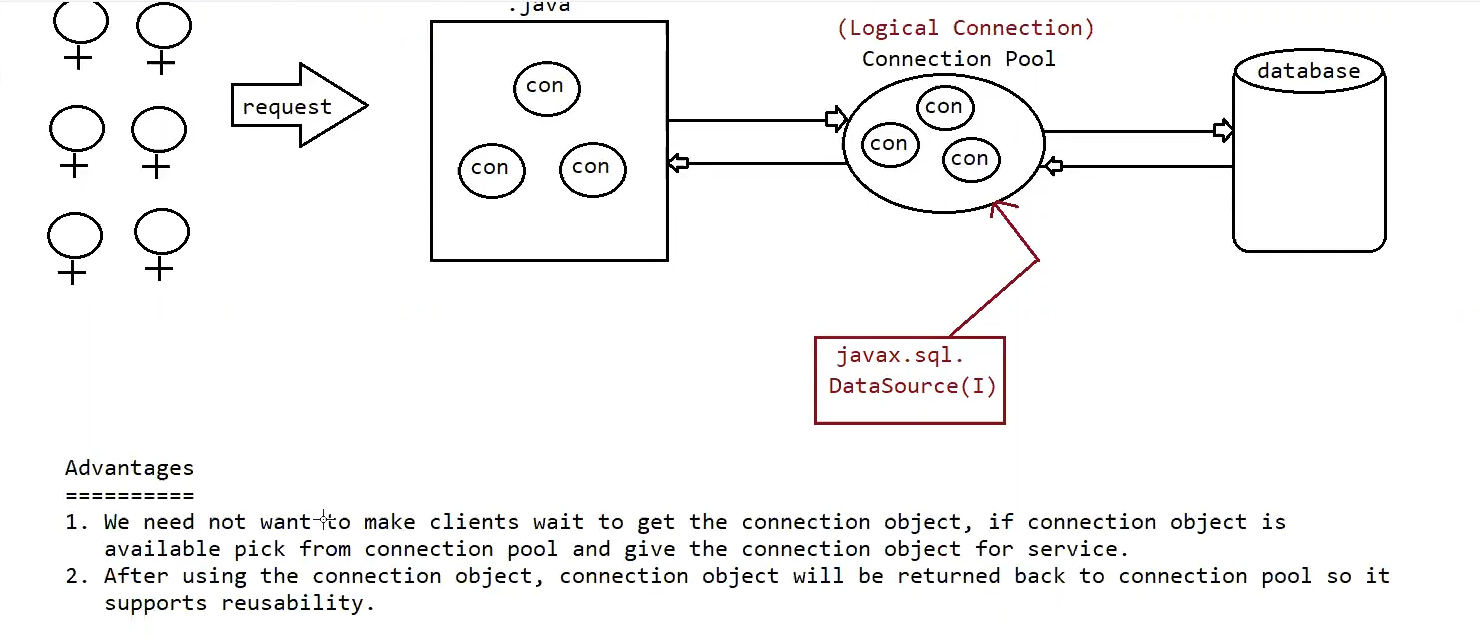 .java
(Logical Connection)
Connection Pool
database
con
con
request
con
con
con
con
javax.sql.
DataSource(I)
Advantages
==========
1. We need not want to make clients wait to get the connection object, if connection object is
available pick from connection pool and give the connection object for service.
2. After using the connection object, connection object will be returned back to connection pool so it
supports reusability.